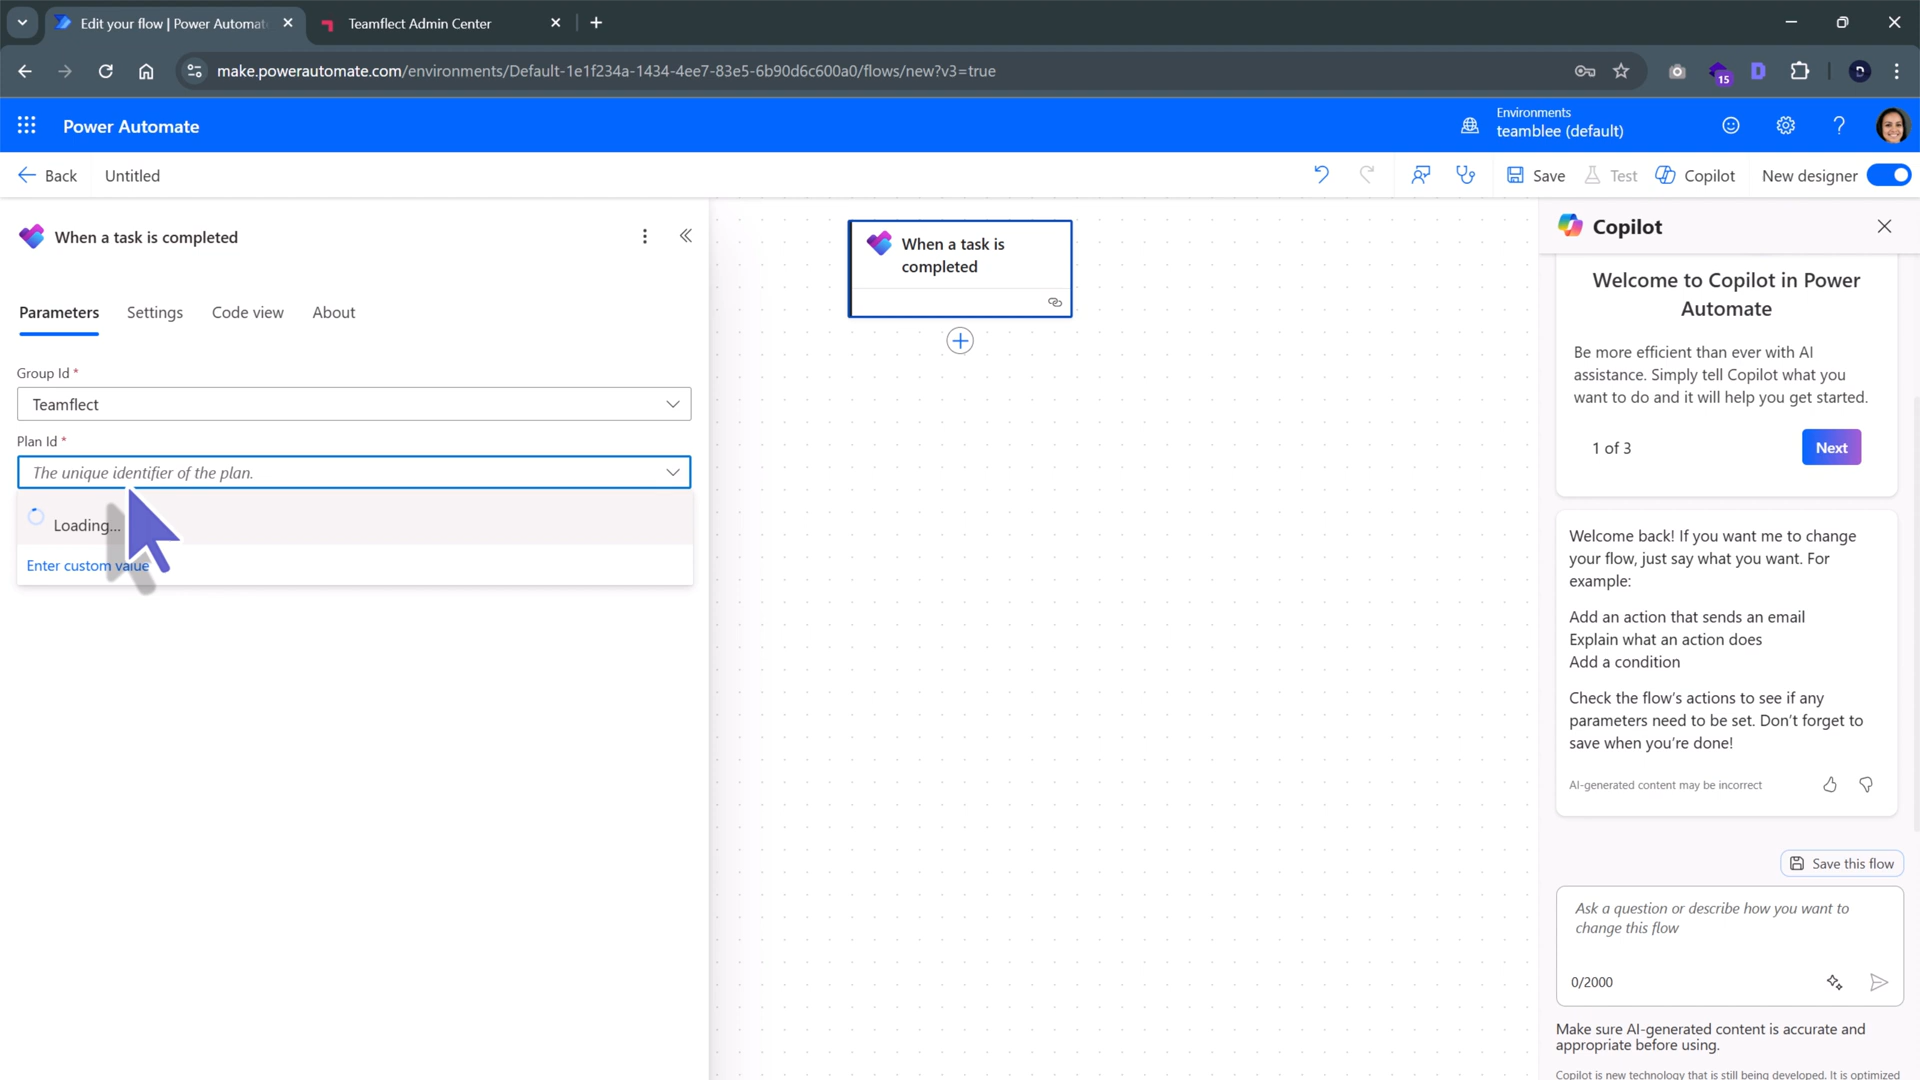 Edit your flow | Power Automat
Teamflect Admin Center
make.powerautomate.com/environments/Default-1e1f234a-1434-4ee7-83e5-6b90d6c600a0/flows/new?v3=true
15
D
D
Power Automate
Environments
teamblee (default)
Back
Untitled
Save
Test
Copilot
New designer
When a task is completed
Parameters
Settings
Code view
About
Group Id *
Teamflect
Plan Id *
The unique identifier of the plan.
Loading...
Enter custom value
When a task is
completed
Copilot
Welcome to Copilot in Power
Automate
Be more efficient than ever with AI
assistance. Simply tell Copilot what you
want to do and it will help you get started.
1 of 3
Next
Welcome back! If you want me to change
your flow, just say what you want. For
example:
Add an action that sends an email
Explain what an action does
Add a condition
Check the flow's actions to see if any
parameters need to be set. Don't forget to
save when you're done!
AI-generated content may be incorrect
Save this flow
Ask a question or describe how you want to
change this flow
0/2000
Make sure AI-generated content is accurate and
appropriate before using.
Copilot is new technology that is still being developed. It is optimized